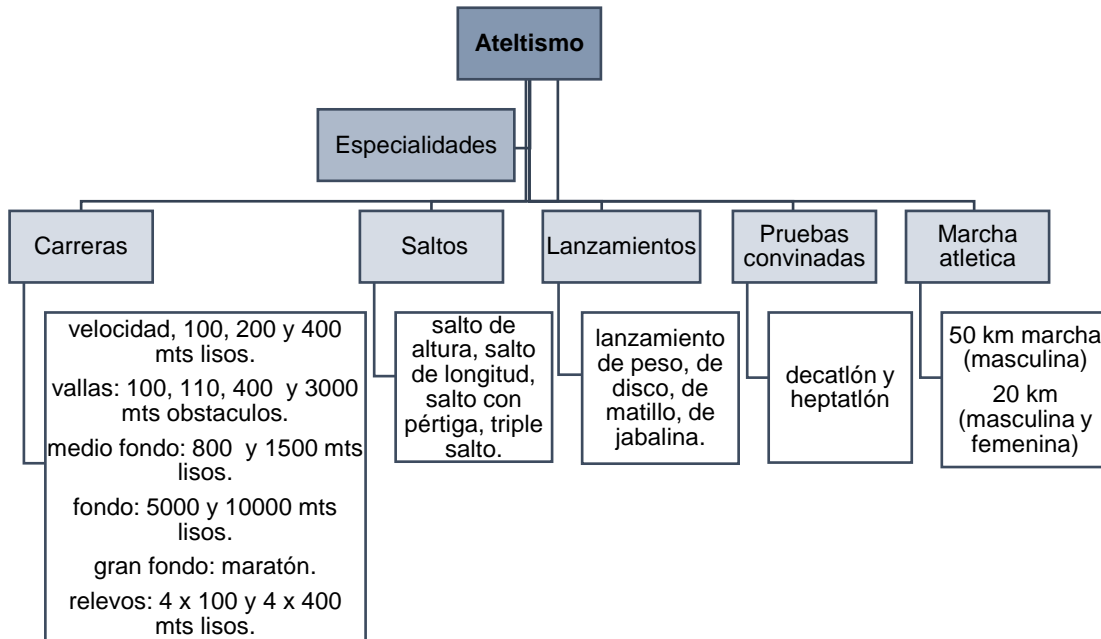 Ateltismo
Especialidades
Carreras
Saltos
Lanzamientos
Pruebas
convinadas
Marcha
atletica
velocidad, 100, 200 y 400
mts lisos.
vallas: 100, 110, 400  y 3000
mts obstaculos.
medio fondo: 800  y 1500 mts
lisos.
fondo: 5000 y 10000 mts
lisos.
gran fondo: maratón.
relevos: 4 x 100 y 4 x 400
mts lisos.
salto de
altura, salto
de longitud,
salto con
pértiga, triple
salto.
lanzamiento
de peso, de
disco, de
matillo, de
jabalina.
decatlón y
heptatlón
50 km marcha
(masculina)
20 km
(masculina y
femenina)